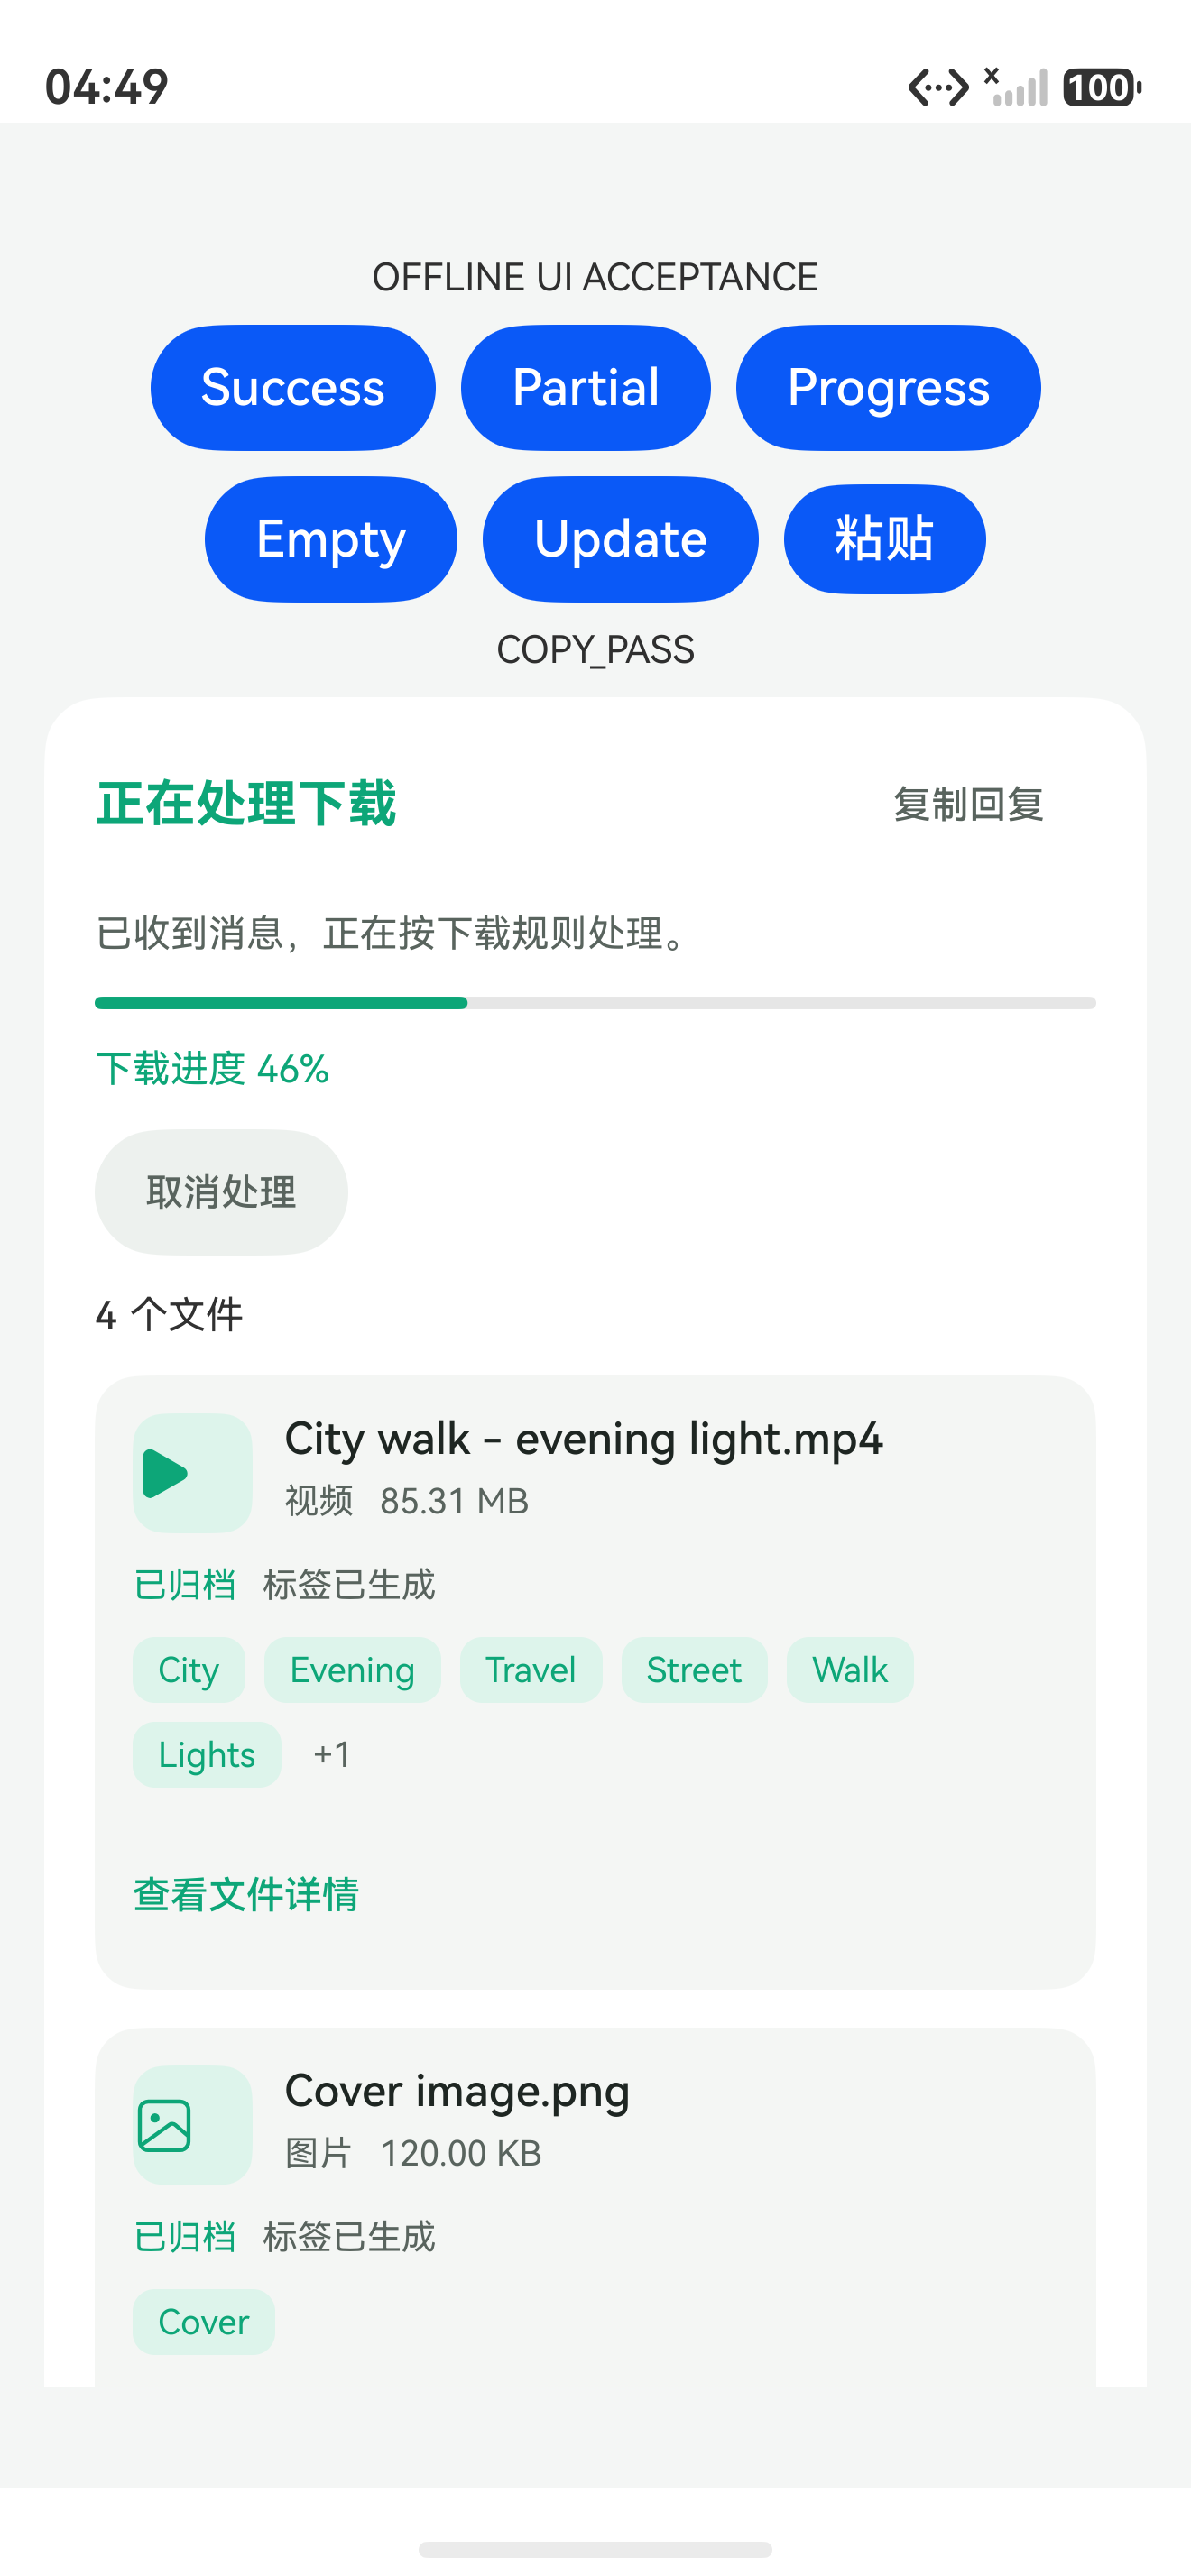 04:49
100
OFFLINE UI ACCEPTANCE
Success Partial Progress
Empty Update 粘贴
COPY_PASS
正在处理下载 复制回复
已收到消息，正在按下载规则处理。
下载进度 46%
取消处理
4 个文件
City walk - evening light.mp4
视频 85.31 MB
已归档 标签已生成
City Evening Travel Street Walk
Lights +1
查看文件详情
Cover image.png
图片 120.00 KB
已归档 标签已生成
Cover